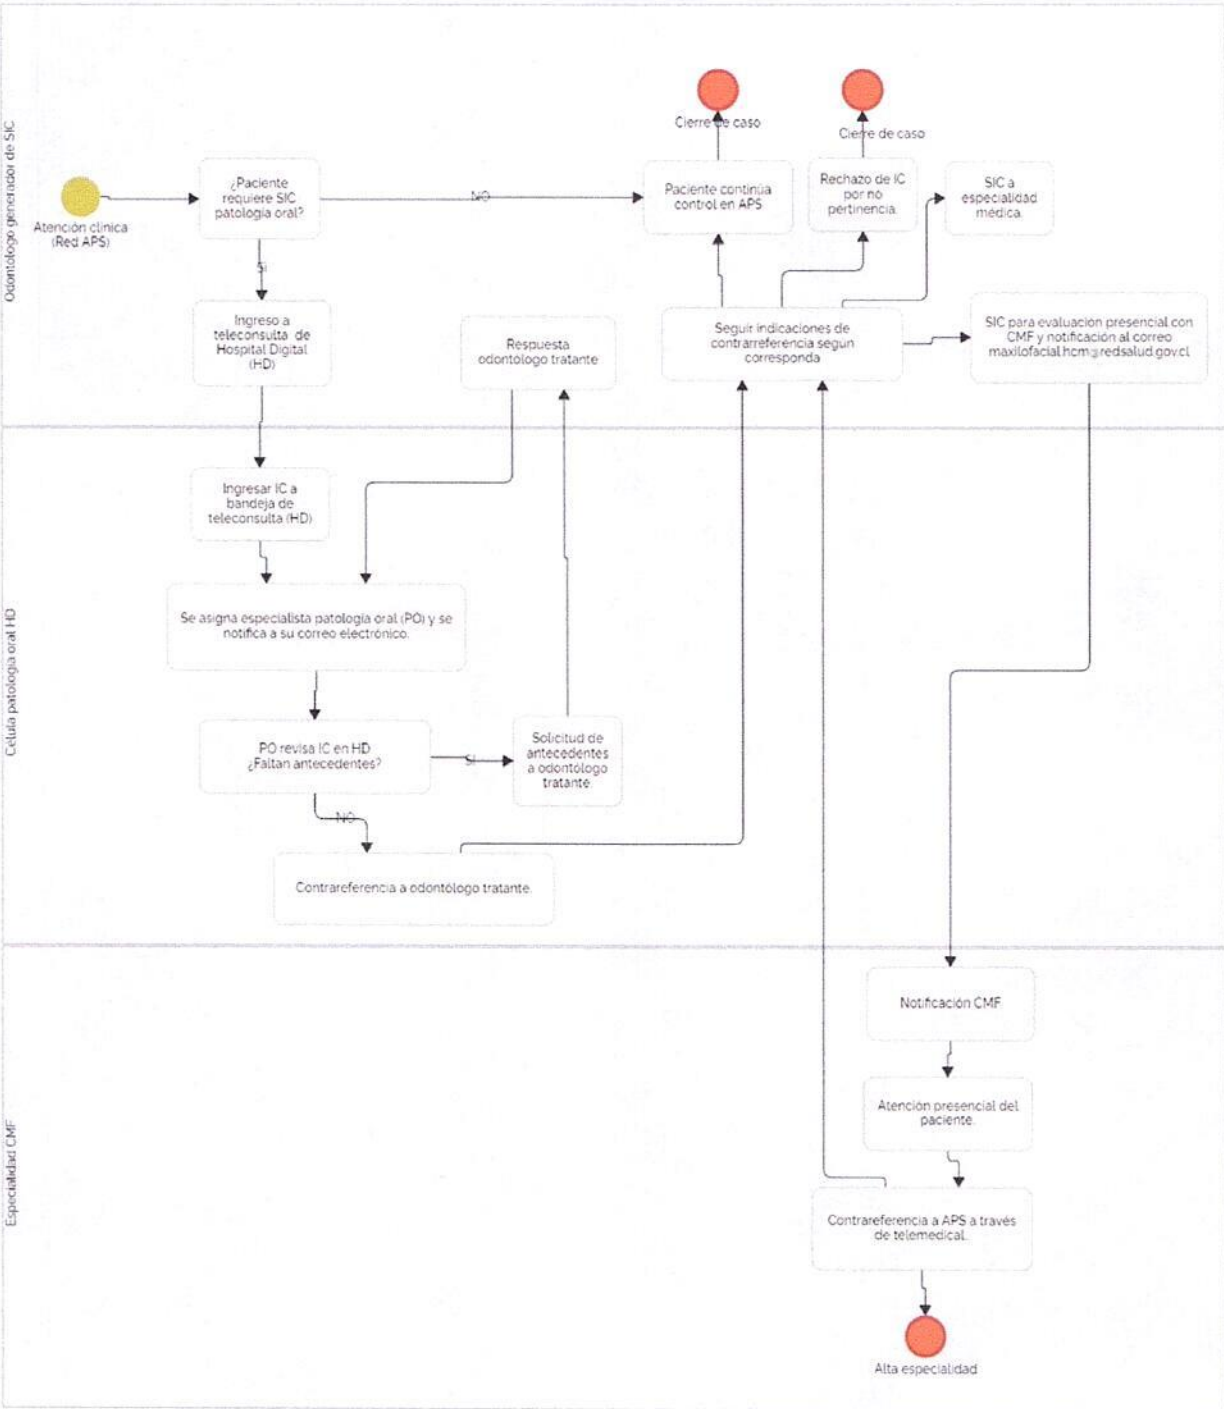 Odontólogo generador de SIC
Cierre de caso
Cierre de caso
Atención clínica
(Red APS)
¿Paciente
requiere SIC
patología oral?
NO
Paciente continúa
control en APS
Rechazo de IC
por no
pertinencia.
SIC a
especialidad
médica.
Si
Ingreso a
teleconsulta de
Hospital Digital
(HD)
Respuesta
odontólogo tratante
Seguir indicaciones de
contrarreferencia según
corresponda
SIC para evaluación presencial con
CMF y notificación al correo
maxilofacial.hcm@redsalud.gov.cl
Célula patología oral HD
Ingresar IC a
bandeja de
teleconsulta (HD)
Se asigna especialista patología oral (PO) y se
notifica a su correo electrónico.
PO revisa IC en HD
¿Faltan antecedentes?
SI
Solicitud de
antecedentes
a odontólogo
tratante
NO
Contrareferencia a odontólogo tratante.
Especialidad CMF
Notificación CMF
Atención presencial del
paciente.
Contrareferencia a APS a través
de telemedical.
Alta especialidad